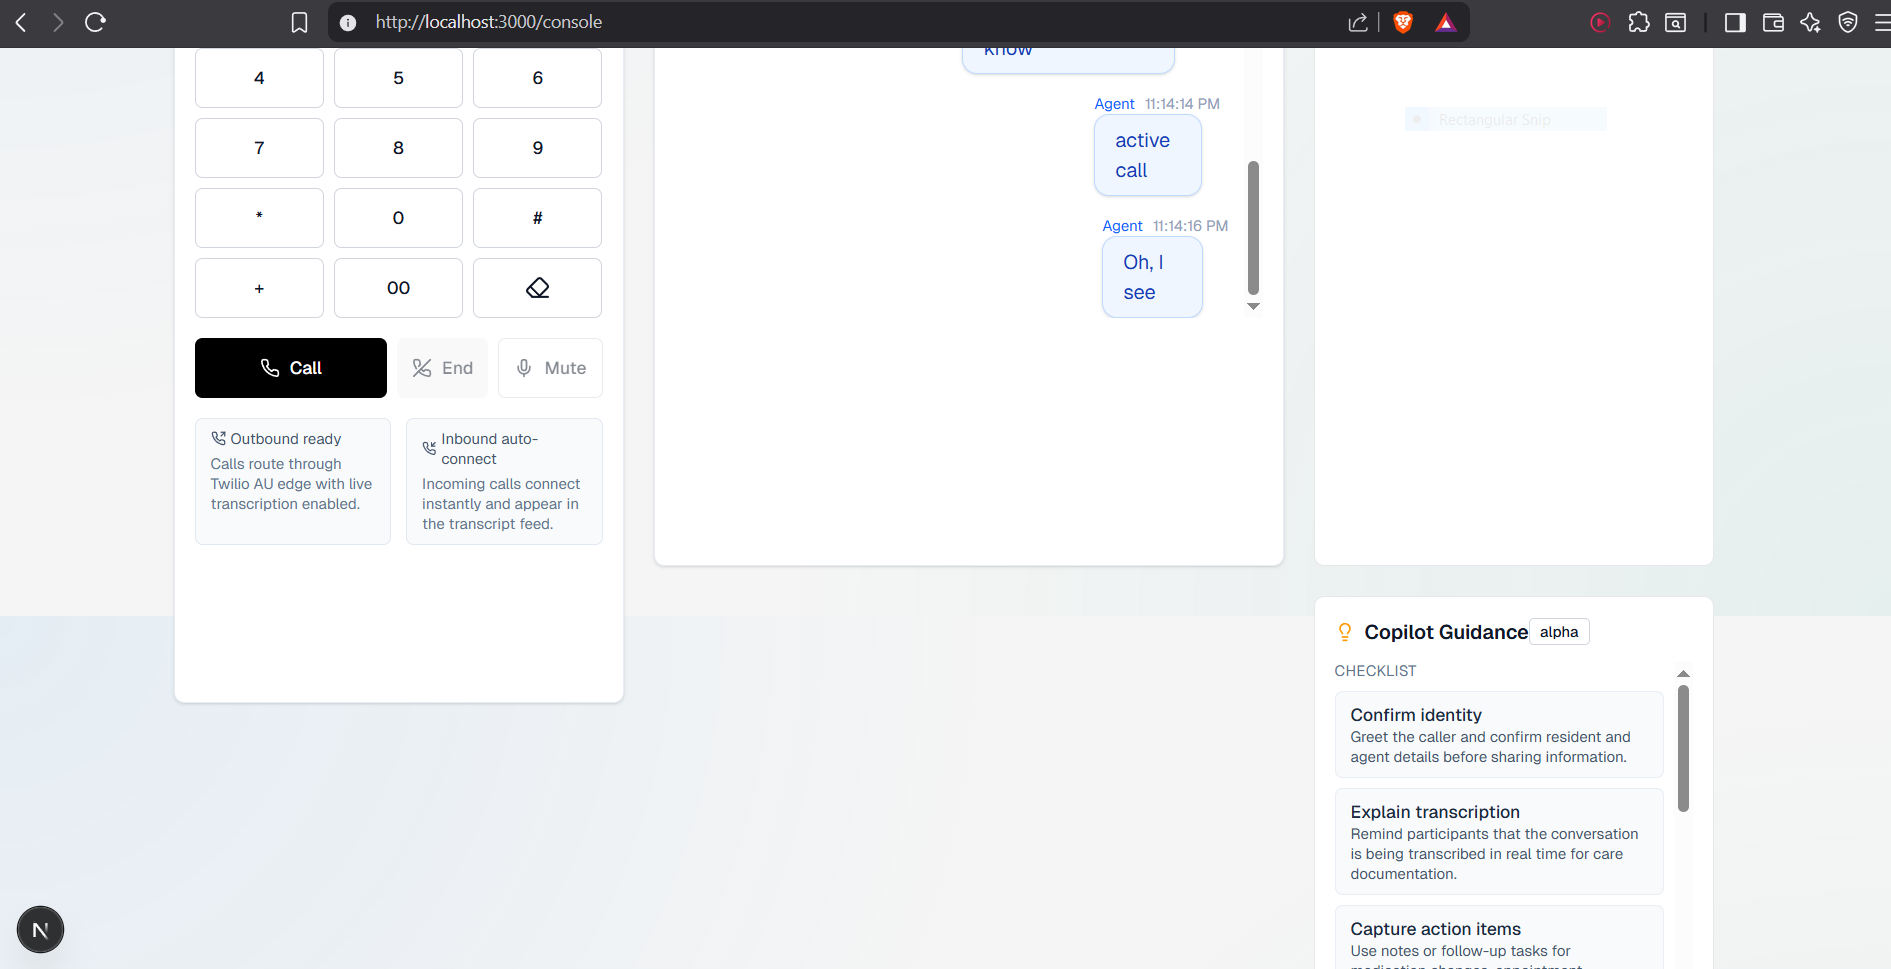 http://localhost:3000/console
4
5
6
7
8
9
*
0
#
+
00
Call
End
Mute
Outbound ready
Calls route through
Twilio AU edge with live
transcription enabled.
Inbound auto-
connect
Incoming calls connect
instantly and appear in
the transcript feed.
know
Agent 11:14:14 PM
active
call
Agent 11:14:16 PM
Oh, I
see
Rectangular Snip
Copilot Guidance alpha
CHECKLIST
Confirm identity
Greet the caller and confirm resident and
agent details before sharing information.
Explain transcription
Remind participants that the conversation
is being transcribed in real time for care
documentation.
Capture action items
Use notes or follow-up tasks for
medication changes, appointment
N